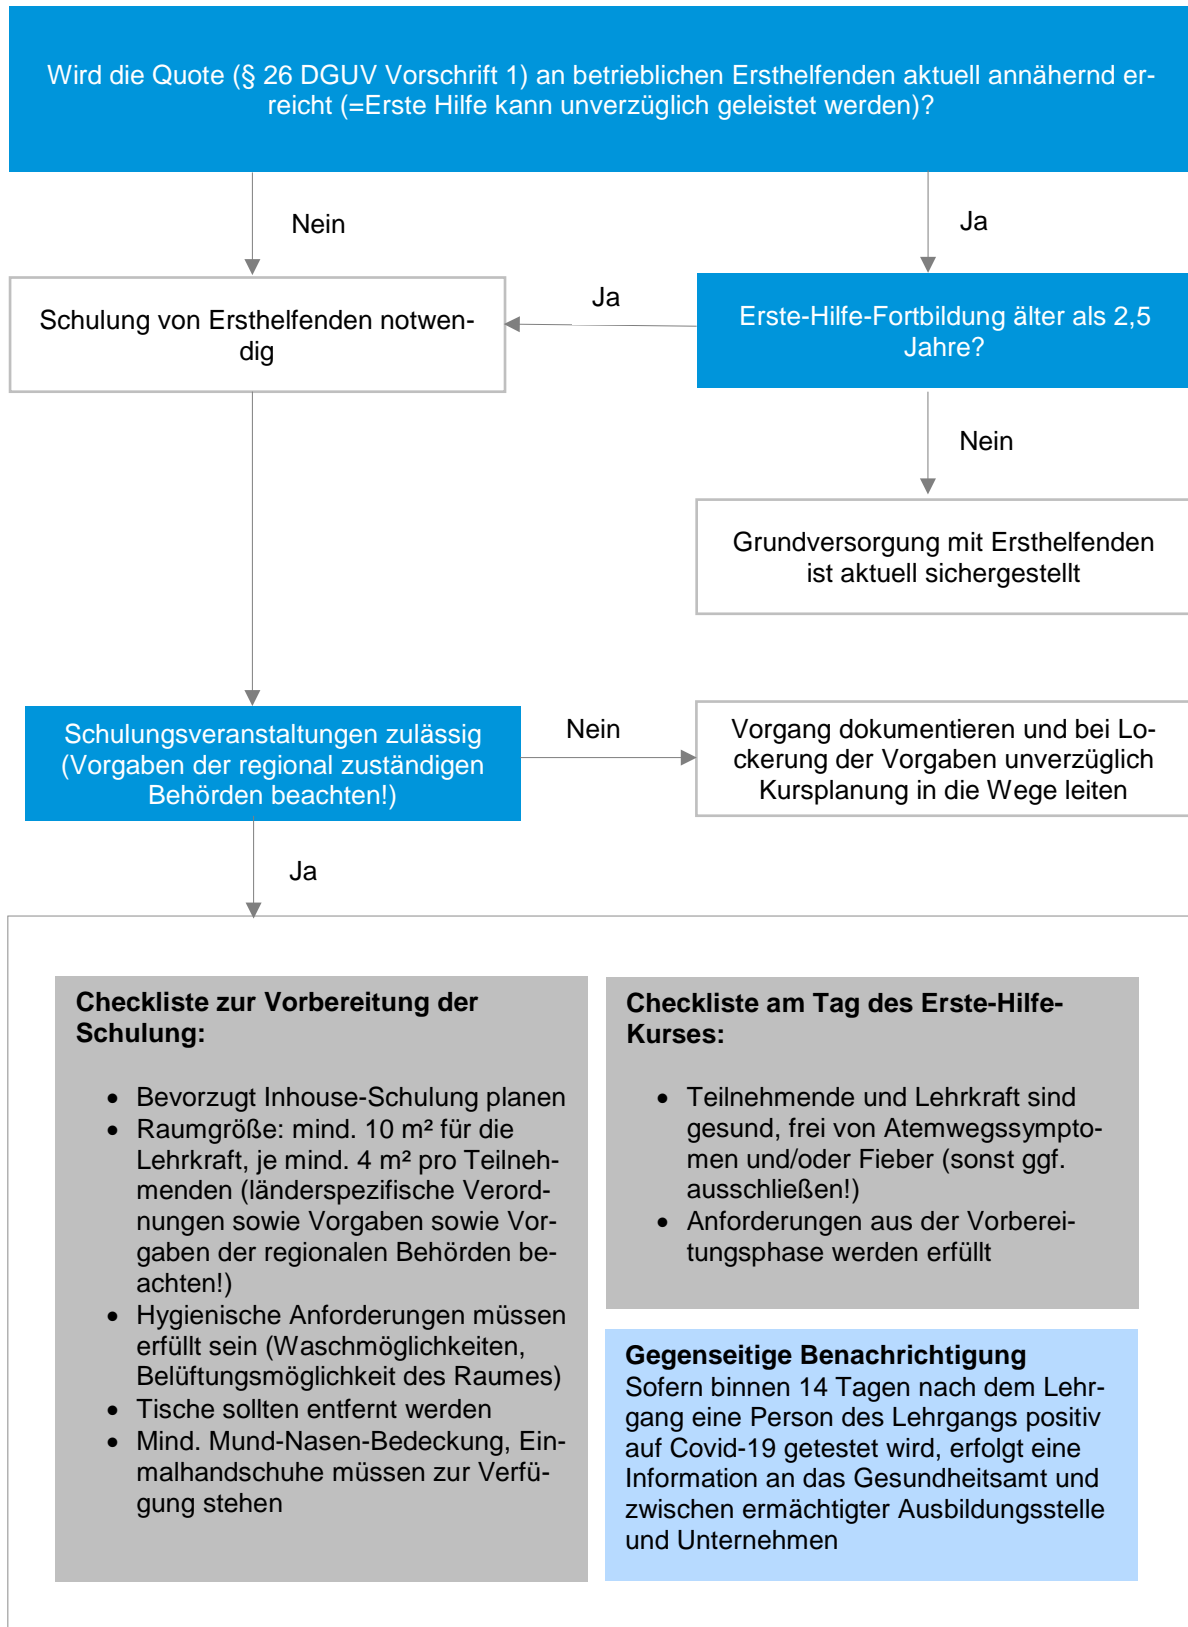 Wird die Quote (§ 26 DGUV Vorschrift 1) an betrieblichen Ersthelfenden aktuell annähernd er-
reicht (=Erste Hilfe kann unverzüglich geleistet werden)?
Nein
Ja
Schulung von Ersthelfenden notwen-
dig
Ja
Erste-Hilfe-Fortbildung älter als 2,5
Jahre?
Nein
Grundversorgung mit Ersthelfenden
ist aktuell sichergestellt
Schulungsveranstaltungen zulässig
(Vorgaben der regional zuständigen
Behörden beachten!)
Nein
Vorgang dokumentieren und bei Lo-
ckerung der Vorgaben unverzüglich
Kursplanung in die Wege leiten
Ja
Checkliste zur Vorbereitung der
Schulung:
• Bevorzugt Inhouse-Schulung planen
• Raumgröße: mind. 10 m² für die
Lehrkraft, je mind. 4 m² pro Teilneh-
menden (länderspezifische Verord-
nungen sowie Vorgaben sowie Vor-
gaben der regionalen Behörden be-
achten!)
• Hygienische Anforderungen müssen
erfüllt sein (Waschmöglichkeiten,
Belüftungsmöglichkeit des Raumes)
• Tische sollten entfernt werden
• Mind. Mund-Nasen-Bedeckung, Ein-
malhandschuhe müssen zur Verfü-
gung stehen
Checkliste am Tag des Erste-Hilfe-
Kurses:
• Teilnehmende und Lehrkraft sind
gesund, frei von Atemwegssympto-
men und/oder Fieber (sonst ggf.
ausschließen!)
• Anforderungen aus der Vorberei-
tungsphase werden erfüllt
Gegenseitige Benachrichtigung
Sofern binnen 14 Tagen nach dem Lehr-
gang eine Person des Lehrgangs positiv
auf Covid-19 getestet wird, erfolgt eine
Information an das Gesundheitsamt und
zwischen ermächtigter Ausbildungsstelle
und Unternehmen